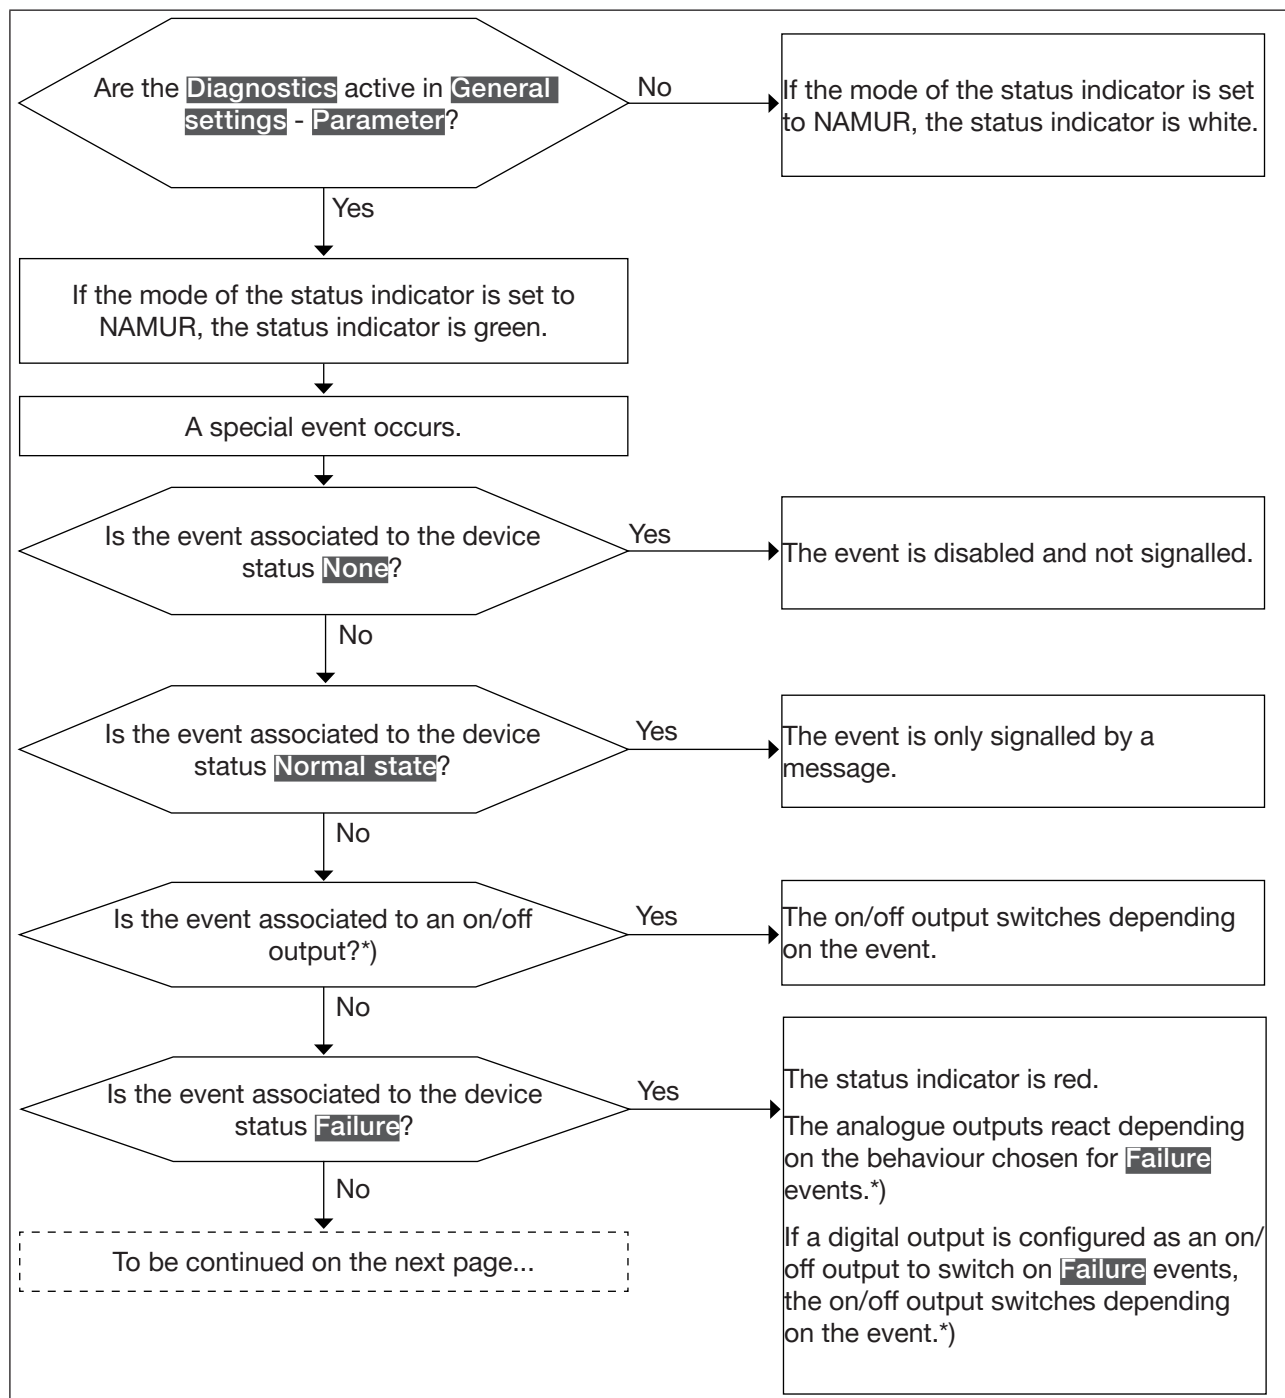 Are the Diagnostics active in General
settings - Parameter?
No
If the mode of the status indicator is set
to NAMUR, the status indicator is white.
Yes
If the mode of the status indicator is set to
NAMUR, the status indicator is green.
A special event occurs.
Is the event associated to the device
status None?
Yes
The event is disabled and not signalled.
No
Is the event associated to the device
status Normal state?
Yes
The event is only signalled by a
message.
No
Is the event associated to an on/off
output?*)
Yes
The on/off output switches depending
on the event.
No
Is the event associated to the device
status Failure?
Yes
The status indicator is red.
The analogue outputs react depending
on the behaviour chosen for Failure
events.*)
If a digital output is configured as an on/
off output to switch on Failure events,
the on/off output switches depending
on the event.*)
No
To be continued on the next page...